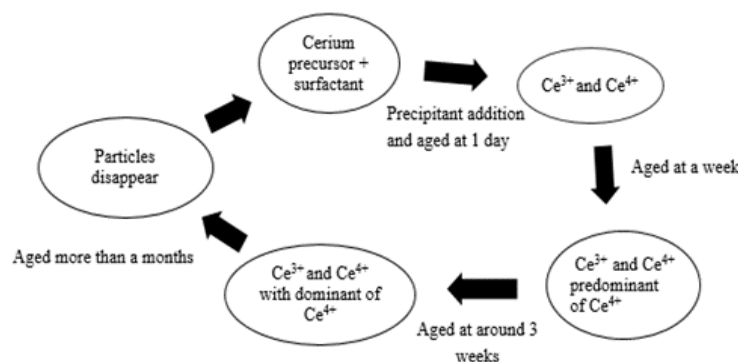 Cerium
precursor +
surfactant
Precipitant addition
and aged at 1 day
Ce³⁺ and Ce⁴⁺
Aged at a week
Ce³⁺ and Ce⁴⁺
predominant
of Ce⁴⁺
Aged at around 3
weeks
Ce³⁺ and Ce⁴⁺
with dominant of
Ce⁴⁺
Aged more than a months
Particles
disappear